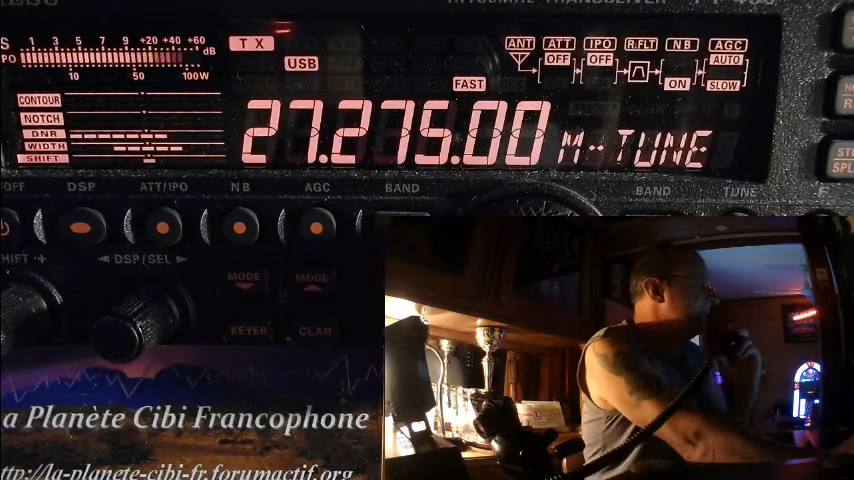 S 1 3 5 7 9 +20 +40 +60 dB
PO 10 50 100W
TX
USB
FAST
ANT ATT IPO R.FLT NB AGC
OFF OFF AUTO
ON SLOW
CONTOUR
NOTCH
DNR
WIDTH
SHIFT
27.275.00 M-TUNE
OFF DSP ATT/IPO NB AGC BAND BAND TUNE
SHIFT + DSP/SEL
MODE MODE
KEYER CLAR
a Planète Cibi Francophone
ttp://la-planete-cibi-fr.forumactif.org